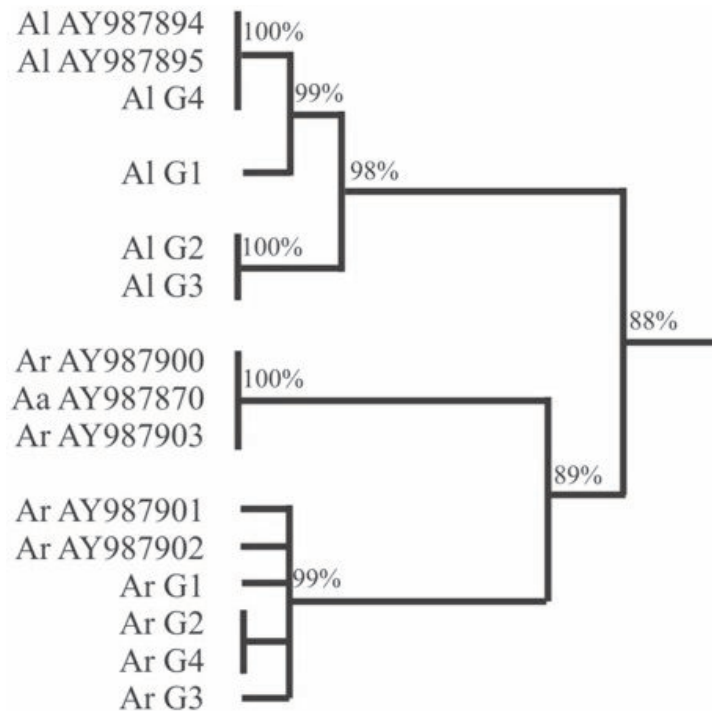 Al AY987894
100%
Al AY987895
99%
Al G4
Al G1
98%
Al G2
100%
Al G3
88%
Ar AY987900
100%
Aa AY987870
Ar AY987903
89%
Ar AY987901
Ar AY987902
Ar G1
99%
Ar G2
Ar G4
Ar G3